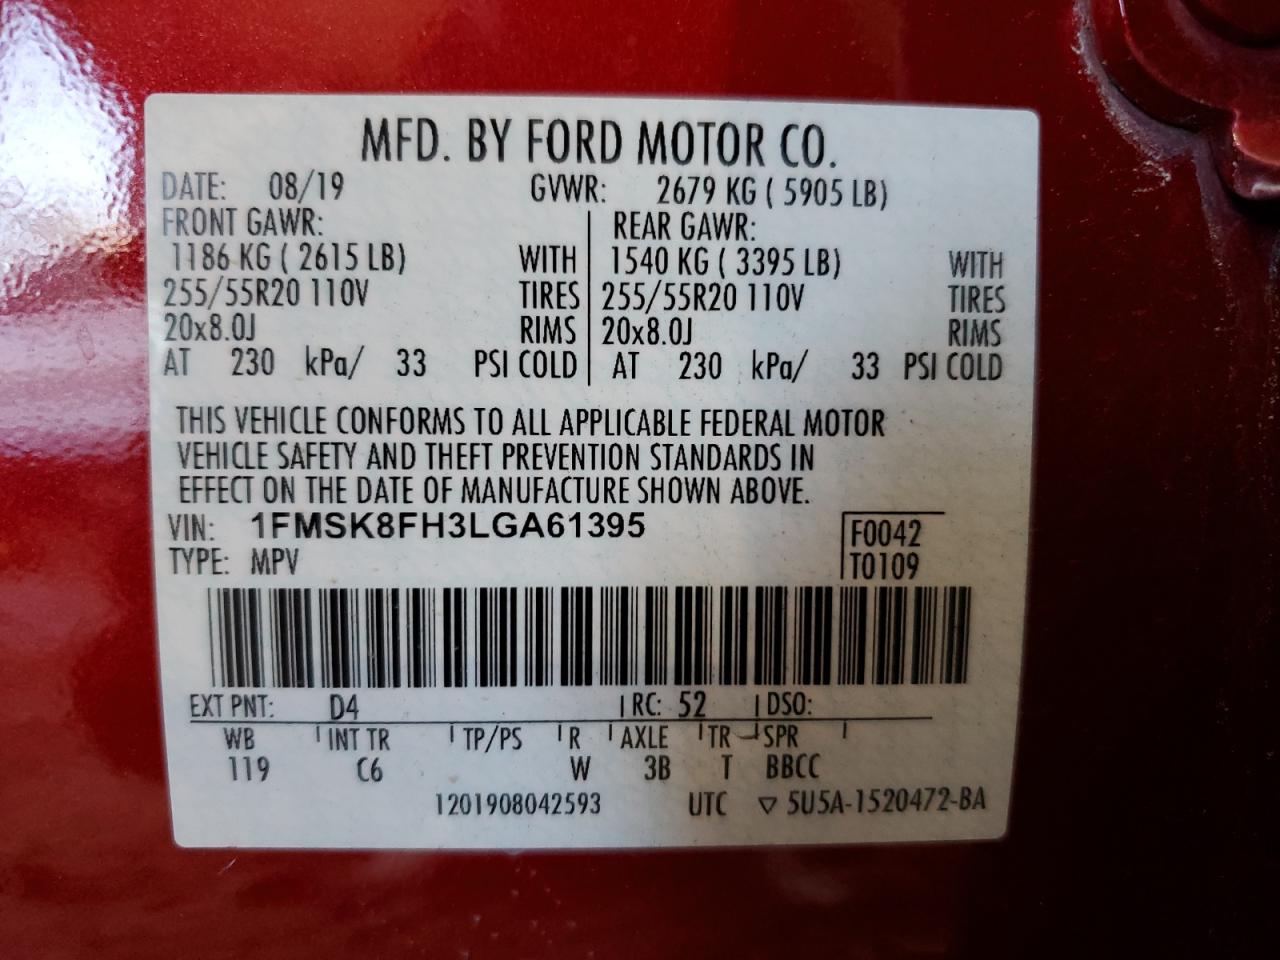 MFD. BY FORD MOTOR CO.
DATE: 08/19 GVWR: 2679 KG ( 5905 LB)
FRONT GAWR: REAR GAWR:
1186 KG ( 2615 LB) WITH 1540 KG ( 3395 LB) WITH
255/55R20 110V TIRES 255/55R20 110V TIRES
20x8.0J RIMS 20x8.0J RIMS
AT 230 kPa/ 33 PSI COLD AT 230 kPa/ 33 PSI COLD
THIS VEHICLE CONFORMS TO ALL APPLICABLE FEDERAL MOTOR
VEHICLE SAFETY AND THEFT PREVENTION STANDARDS IN
EFFECT ON THE DATE OF MANUFACTURE SHOWN ABOVE.
VIN: 1FMSK8FH3LGA61395 F0042
TYPE: MPV T0109
EXT PNT: D4 RC: 52 DSO:
WB INT TR TP/PS R AXLE TR SPR
119 C6 W 3B T BBCC
1201908042593 UTC ▽ 5U5A-1520472-BA